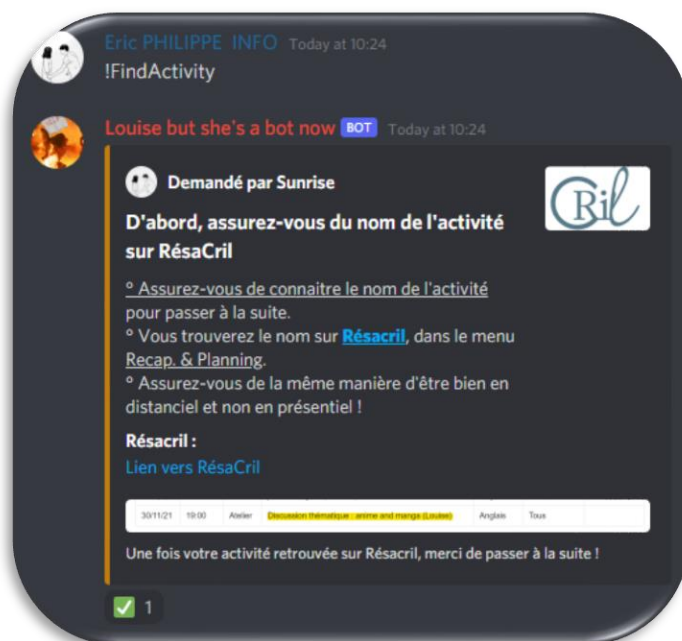 Eric PHILIPPE INFO Today at 10:24
!FindActivity
Louise but she's a bot now BOT Today at 10:24
Demandé par Sunrise
CRil
D'abord, assurez-vous du nom de l'activité
sur RésaCril
° Assurez-vous de connaitre le nom de l'activité
pour passer à la suite.
° Vous trouverez le nom sur Résacril, dans le menu
Recap. & Planning.
° Assurez-vous de la même manière d'être bien en
distanciel et non en présentiel !
Résacril :
Lien vers RésaCril
30/11/21 19:00 Atelier Discussion thématique : anime and manga (Louise) Anglais Tous
Une fois votre activité retrouvée sur Résacril, merci de passer à la suite !
1